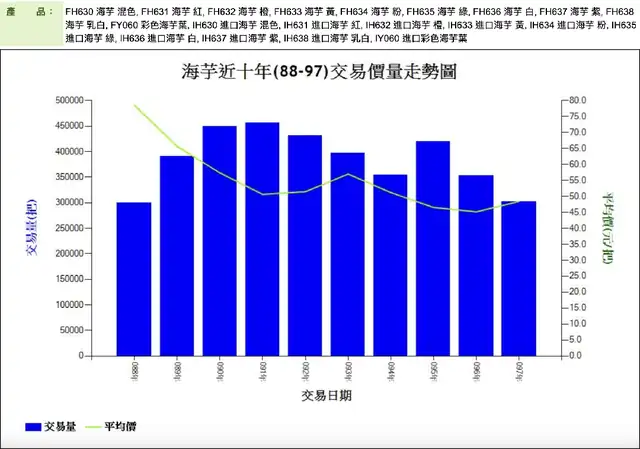 產 品： FH630 海芋 混色, FH631 海芋 紅, FH632 海芋 橙, FH633 海芋 黃, FH634 海芋 粉, FH635 海芋 綠, FH636 海芋 白, FH637 海芋 紫, FH638
海芋 乳白, FY060 彩色海芋葉, IH630 進口海芋 混色, IH631 進口海芋 紅, IH632 進口海芋 橙, IH633 進口海芋 黃, IH634 進口海芋 粉, IH635
進口海芋 綠, IH636 進口海芋 白, IH637 進口海芋 紫, IH638 進口海芋 乳白, IY060 進口彩色海芋葉
海芋近十年(88-97)交易價量走勢圖
交易量(把)
500000
450000
400000
350000
300000
250000
200000
150000
100000
50000
0
80.0
75.0
70.0
65.0
60.0
55.0
50.0
45.0
40.0
35.0
30.0
25.0
20.0
15.0
10.0
5.0
0.0
平均價(元/把)
088年
089年
090年
091年
092年
093年
094年
095年
096年
097年
交易日期
交易量 平均價